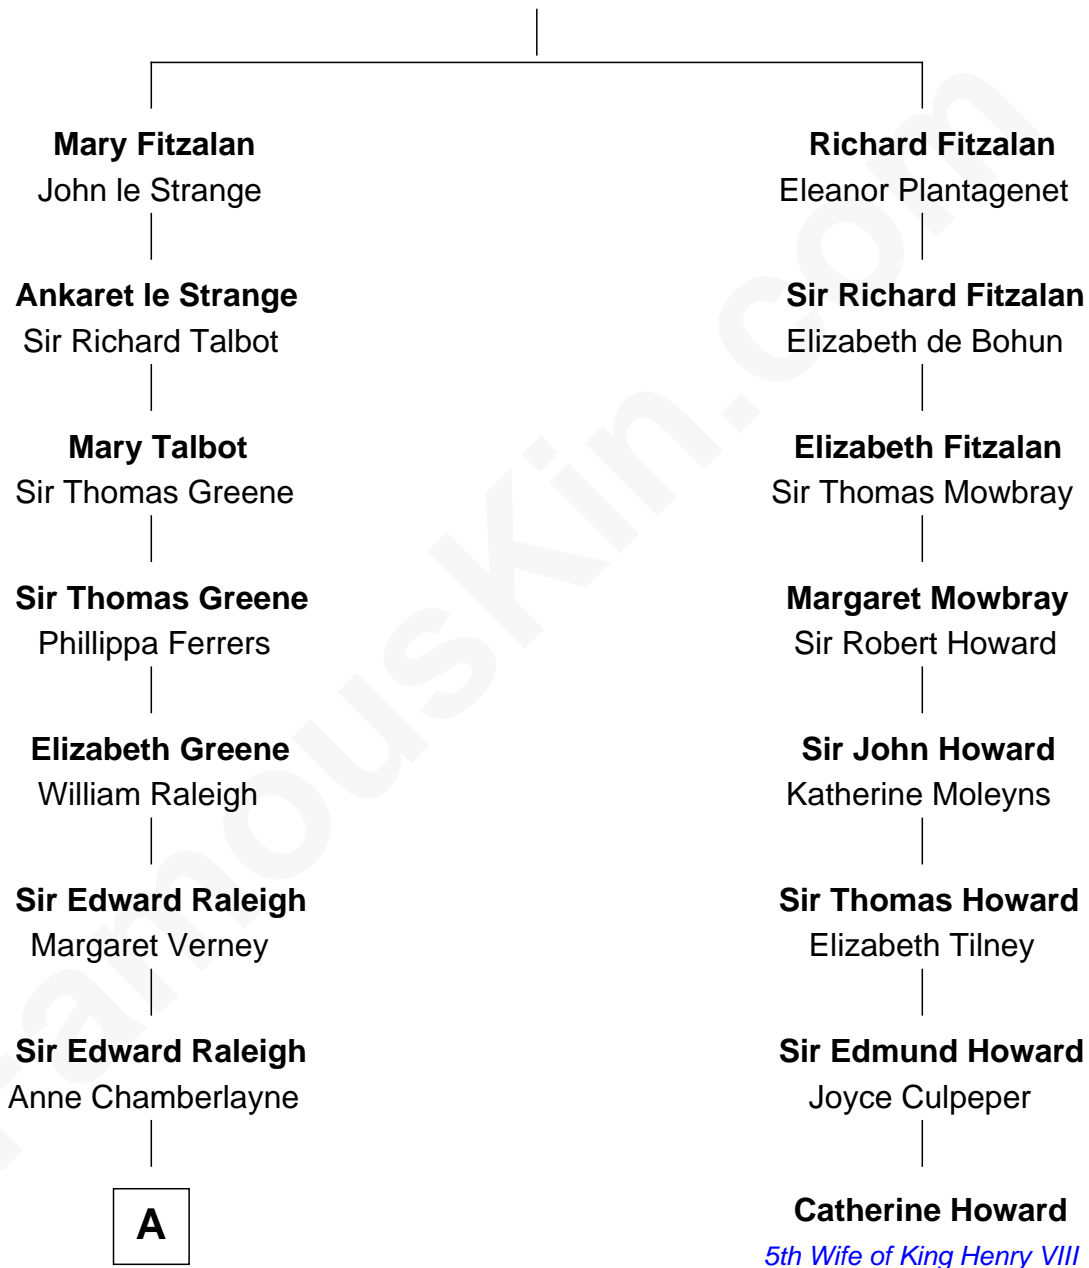 Mary Fitzalan
John le Strange
Richard Fitzalan
Eleanor Plantagenet
Ankaret le Strange
Sir Richard Talbot
Sir Richard Fitzalan
Elizabeth de Bohun
Mary Talbot
Sir Thomas Greene
Elizabeth Fitzalan
Sir Thomas Mowbray
Sir Thomas Greene
Phillippa Ferrers
Margaret Mowbray
Sir Robert Howard
Elizabeth Greene
William Raleigh
Sir John Howard
Katherine Moleyns
Sir Edward Raleigh
Margaret Verney
Sir Thomas Howard
Elizabeth Tilney
Sir Edward Raleigh
Anne Chamberlayne
Sir Edmund Howard
Joyce Culpeper
A
Catherine Howard
5th Wife of King Henry VIII
FamousKin.com